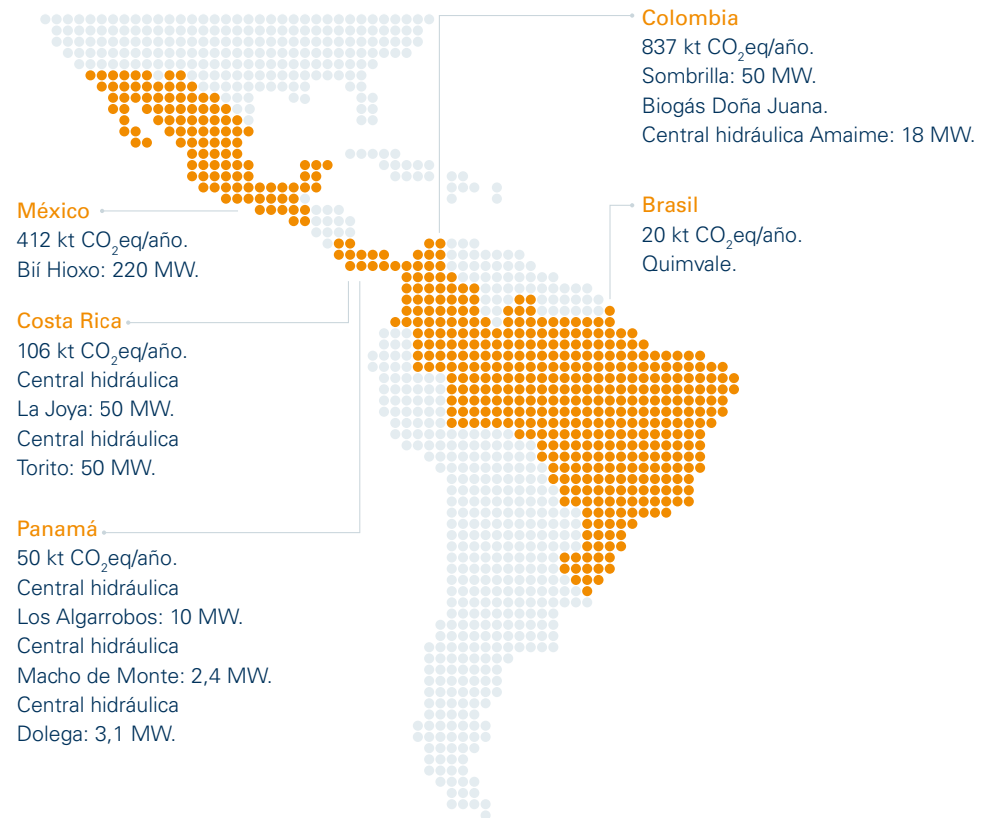 México
412 kt CO₂eq/año.
Bií Hioxo: 220 MW.
Costa Rica
106 kt CO₂eq/año.
Central hidráulica
La Joya: 50 MW.
Central hidráulica
Torito: 50 MW.
Panamá
50 kt CO₂eq/año.
Central hidráulica
Los Algarrobos: 10 MW.
Central hidráulica
Macho de Monte: 2,4 MW.
Central hidráulica
Dolega: 3,1 MW.
Colombia
837 kt CO₂eq/año.
Sombrilla: 50 MW.
Biogás Doña Juana.
Central hidráulica Amaime: 18 MW.
Brasil
20 kt CO₂eq/año.
Quimvale.